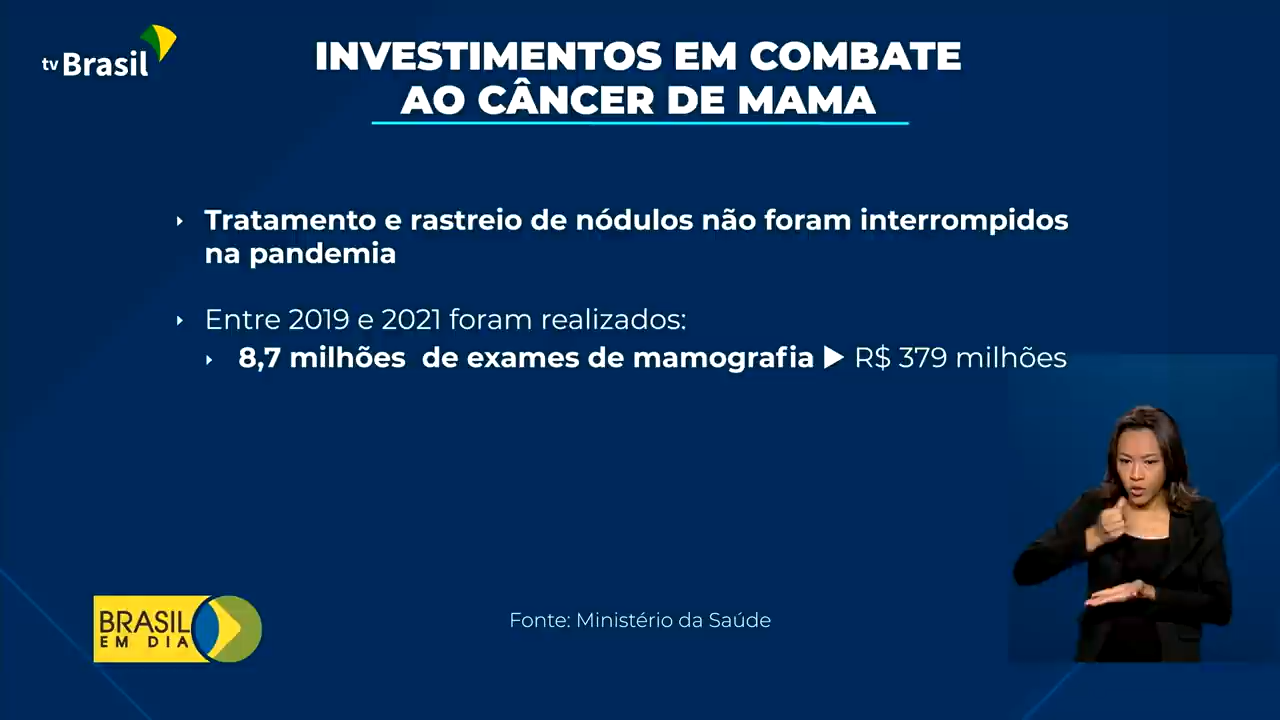 tv Brasil
INVESTIMENTOS EM COMBATE
AO CÂNCER DE MAMA
‣ Tratamento e rastreio de nódulos não foram interrompidos
na pandemia
‣ Entre 2019 e 2021 foram realizados:
‣ 8,7 milhões de exames de mamografia ▶ R$ 379 milhões
BRASIL
EM DIA
Fonte: Ministério da Saúde